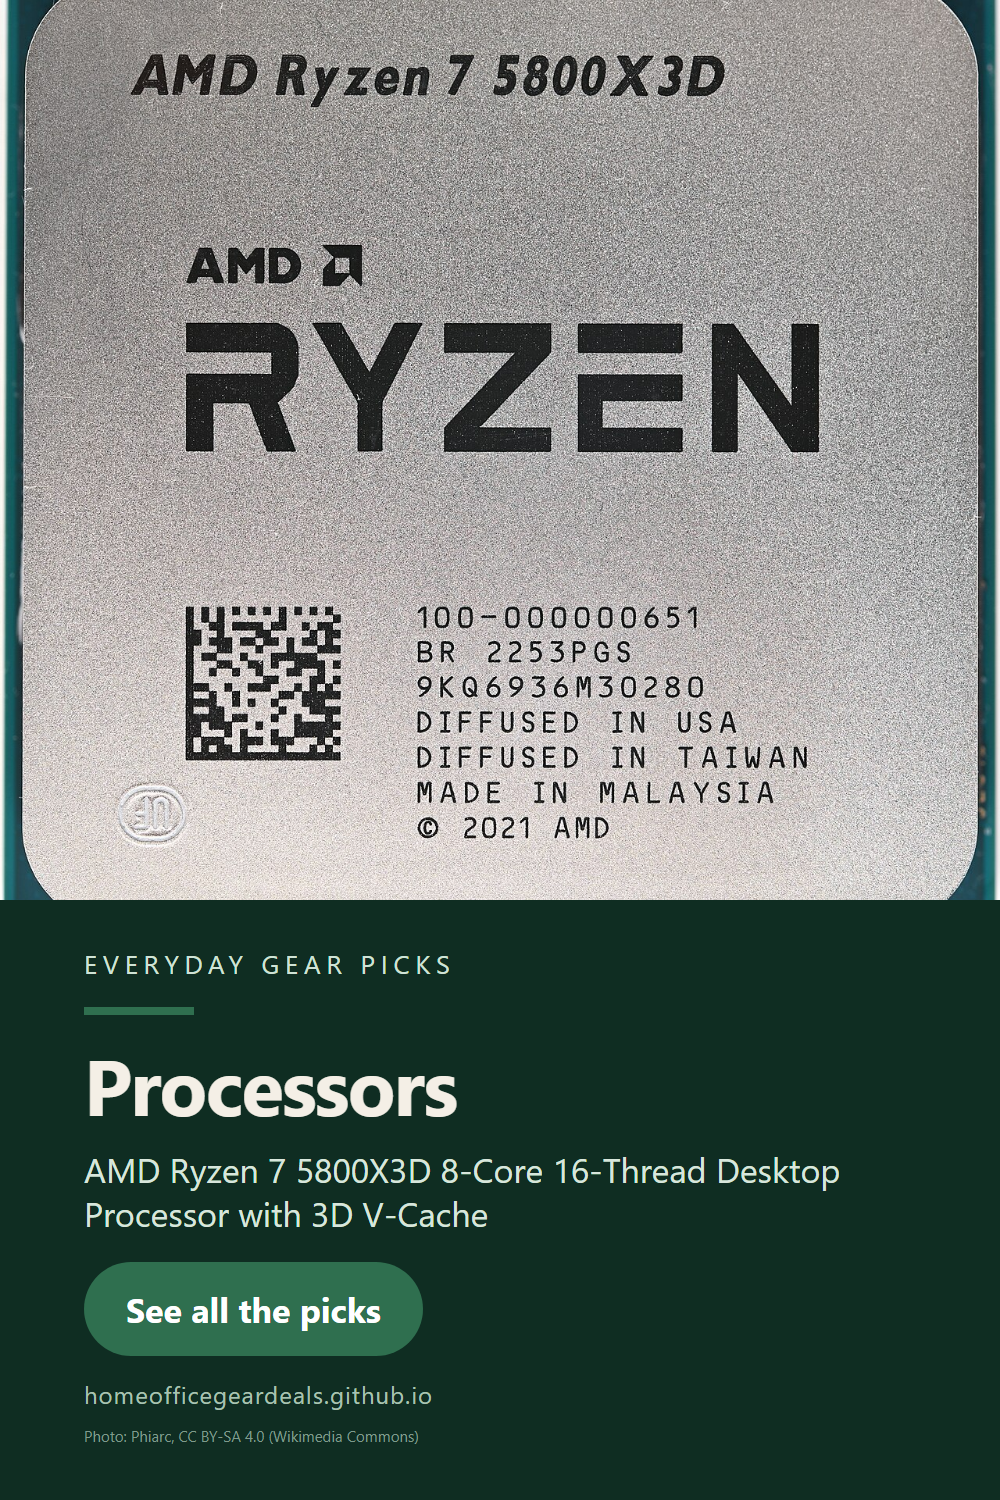 AMD Ryzen 7 5800X3D
AMD
RYZEN
100-000000651
BR 2253PGS
9KQ6936M30280
DIFFUSED IN USA
DIFFUSED IN TAIWAN
MADE IN MALAYSIA
© 2021 AMD
EVERYDAY GEAR PICKS
Processors
AMD Ryzen 7 5800X3D 8-Core 16-Thread Desktop
Processor with 3D V-Cache
See all the picks
homeofficegeardeals.github.io
Photo: Phiarc, CC BY-SA 4.0 (Wikimedia Commons)